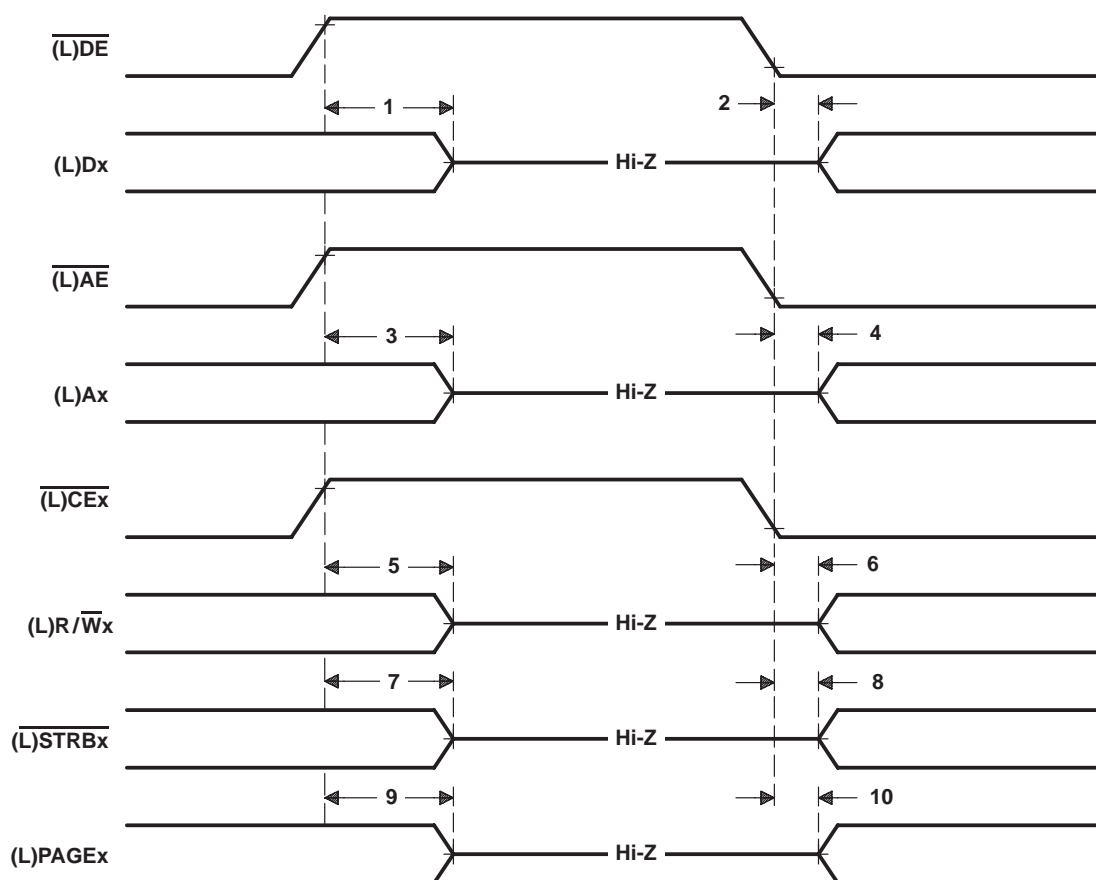 (L)DE
1
2
(L)Dx
Hi-Z
(L)AE
3
4
(L)Ax
Hi-Z
(L)CEx
5
6
(L)R/Wx
Hi-Z
7
8
(L)STRBx
Hi-Z
9
10
(L)PAGEx
Hi-Z